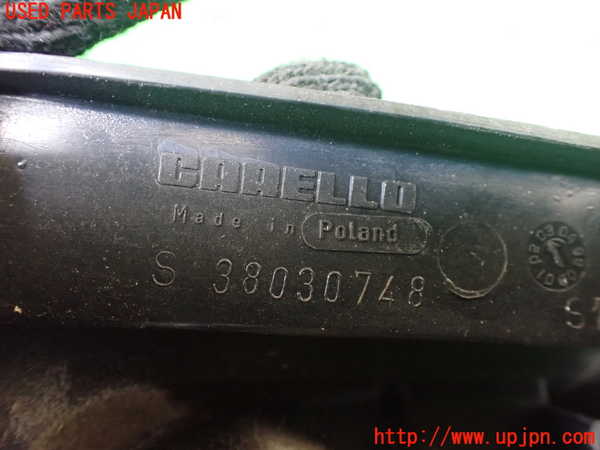 USED PARTS JAPAN
CARELLO
Made in Poland
S 38030748
http://www.upjpn.com/